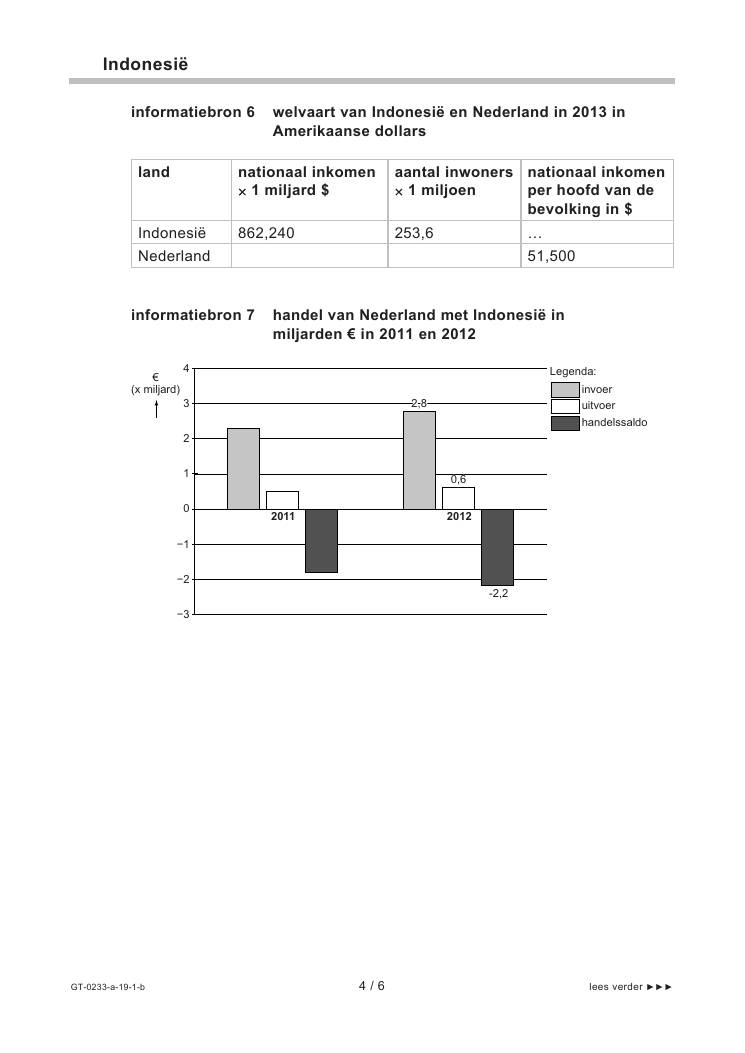 Indonesië
informatiebron 6 welvaart van Indonesië en Nederland in 2013 in
Amerikaanse dollars
land nationaal inkomen aantal inwoners nationaal inkomen
× 1 miljard $ × 1 miljoen per hoofd van de
bevolking in $
Indonesië 862,240 253,6 …
Nederland 51,500
informatiebron 7 handel van Nederland met Indonesië in
miljarden € in 2011 en 2012
€
(x miljard)
4
3
2
1
0
−1
−2
−3
2,8
0,6
2011
2012
-2,2
Legenda:
invoer
uitvoer
handelssaldo
GT-0233-a-19-1-b 4 / 6 lees verder ►►►